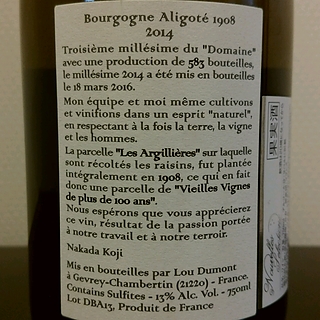 Bourgogne Aligoté 1908
2014
Troisième millésime du "Domaine"
avec une production de 583 bouteilles,
le millésime 2014 a été mis en bouteilles
le 18 mars 2016.
Mon équipe et moi même cultivons
et vinifions dans un esprit "naturel",
en respectant à la fois la terre, la vigne
et les hommes.
La parcelle "Les Argillières" sur laquelle
sont récoltés les raisins, fut plantée
intégralement en 1908, ce qui en fait
donc une parcelle de "Vieilles Vignes
de plus de 100 ans".
Nous espérons que vous apprécierez
ce vin, résultat de la passion portée
à notre travail et à notre terroir.
Nakada Koji
Mis en bouteilles par Lou Dumont
à Gevrey-Chambertin (21220) - France.
Contains Sulfites - 13% Alc. Vol. - 750ml
Lot DBA13, Produit de France
果実酒